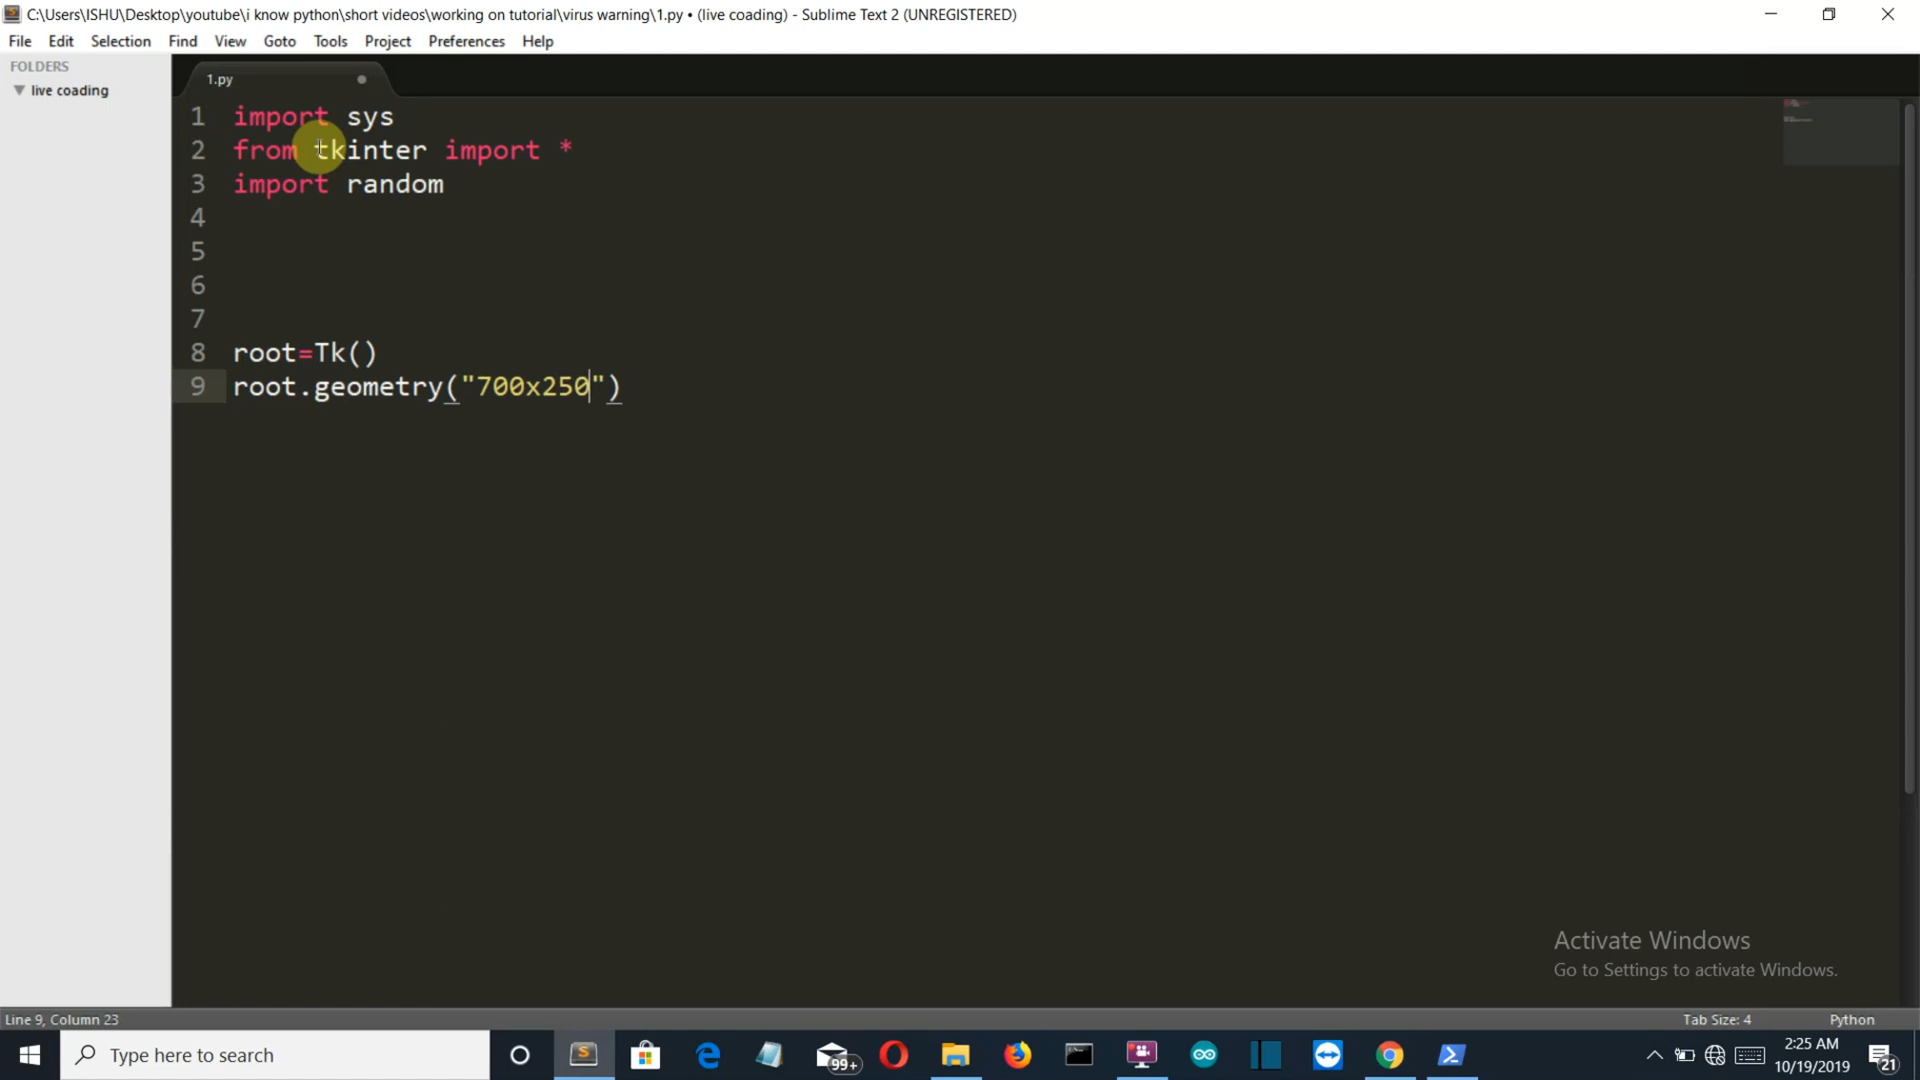 C:\Users\ISHU\Desktop\youtube\i know python\short videos\working on tutorial\virus warning\1.py • (live coading) - Sublime Text 2 (UNREGISTERED)
File Edit Selection Find View Goto Tools Project Preferences Help
FOLDERS
live coading
1.py
1 import sys
2 from tkinter import *
3 import random
4
5
6
7
8 root=Tk()
9 root.geometry("700x250")
Activate Windows
Go to Settings to activate Windows.
Line 9, Column 23
Tab Size: 4 Python
Type here to search
99+
2:25 AM
10/19/2019
21